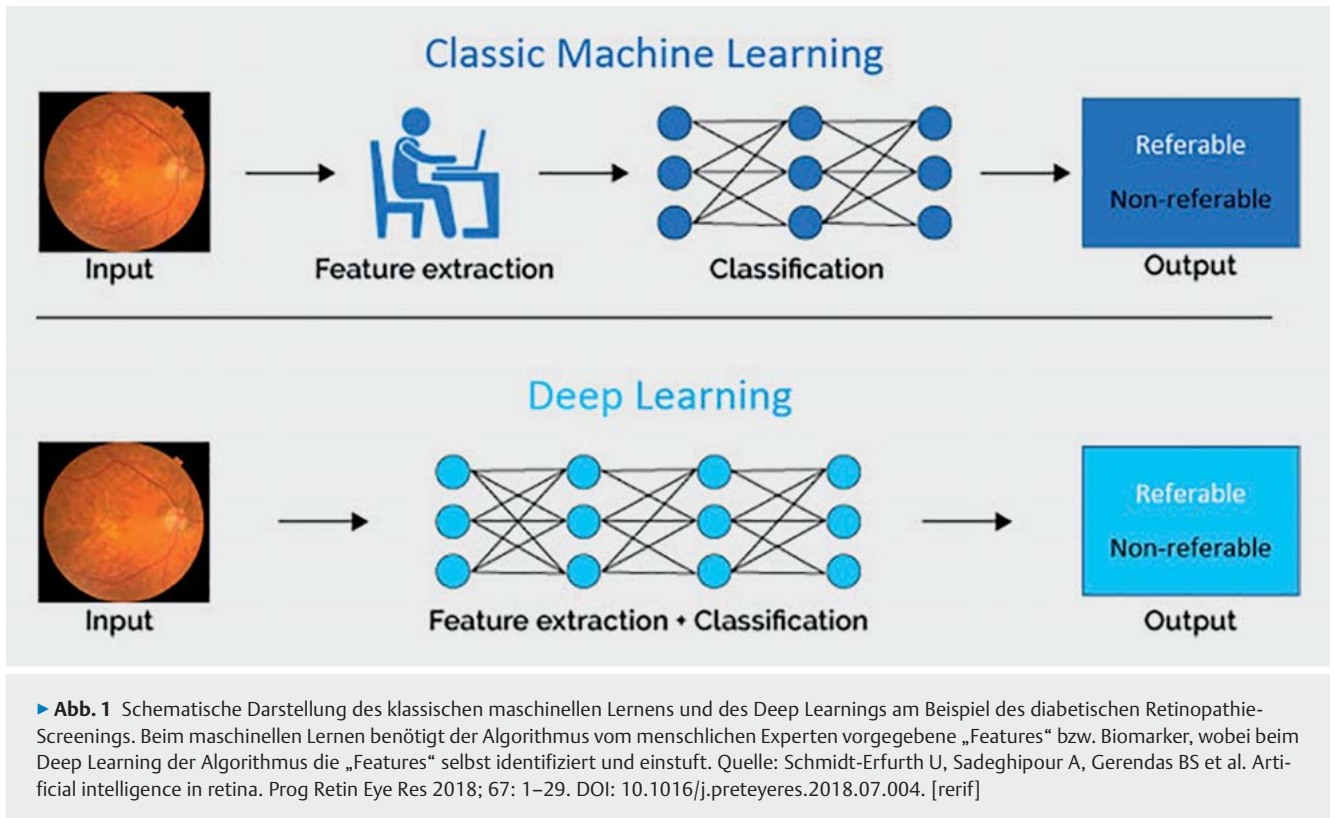 Classic Machine Learning
Input
Feature extraction
Classification
Referable
Non-referable
Output
Deep Learning
Input
Feature extraction + Classification
Referable
Non-referable
Output
▶ Abb. 1 Schematische Darstellung des klassischen maschinellen Lernens und des Deep Learnings am Beispiel des diabetischen Retinopathie-
Screenings. Beim maschinellen Lernen benötigt der Algorithmus vom menschlichen Experten vorgegebene „Features“ bzw. Biomarker, wobei beim
Deep Learning der Algorithmus die „Features“ selbst identifiziert und einstuft. Quelle: Schmidt-Erfurth U, Sadeghipour A, Gerendas BS et al. Arti-
ficial intelligence in retina. Prog Retin Eye Res 2018; 67: 1–29. DOI: 10.1016/j.preteyeres.2018.07.004. [rerif]